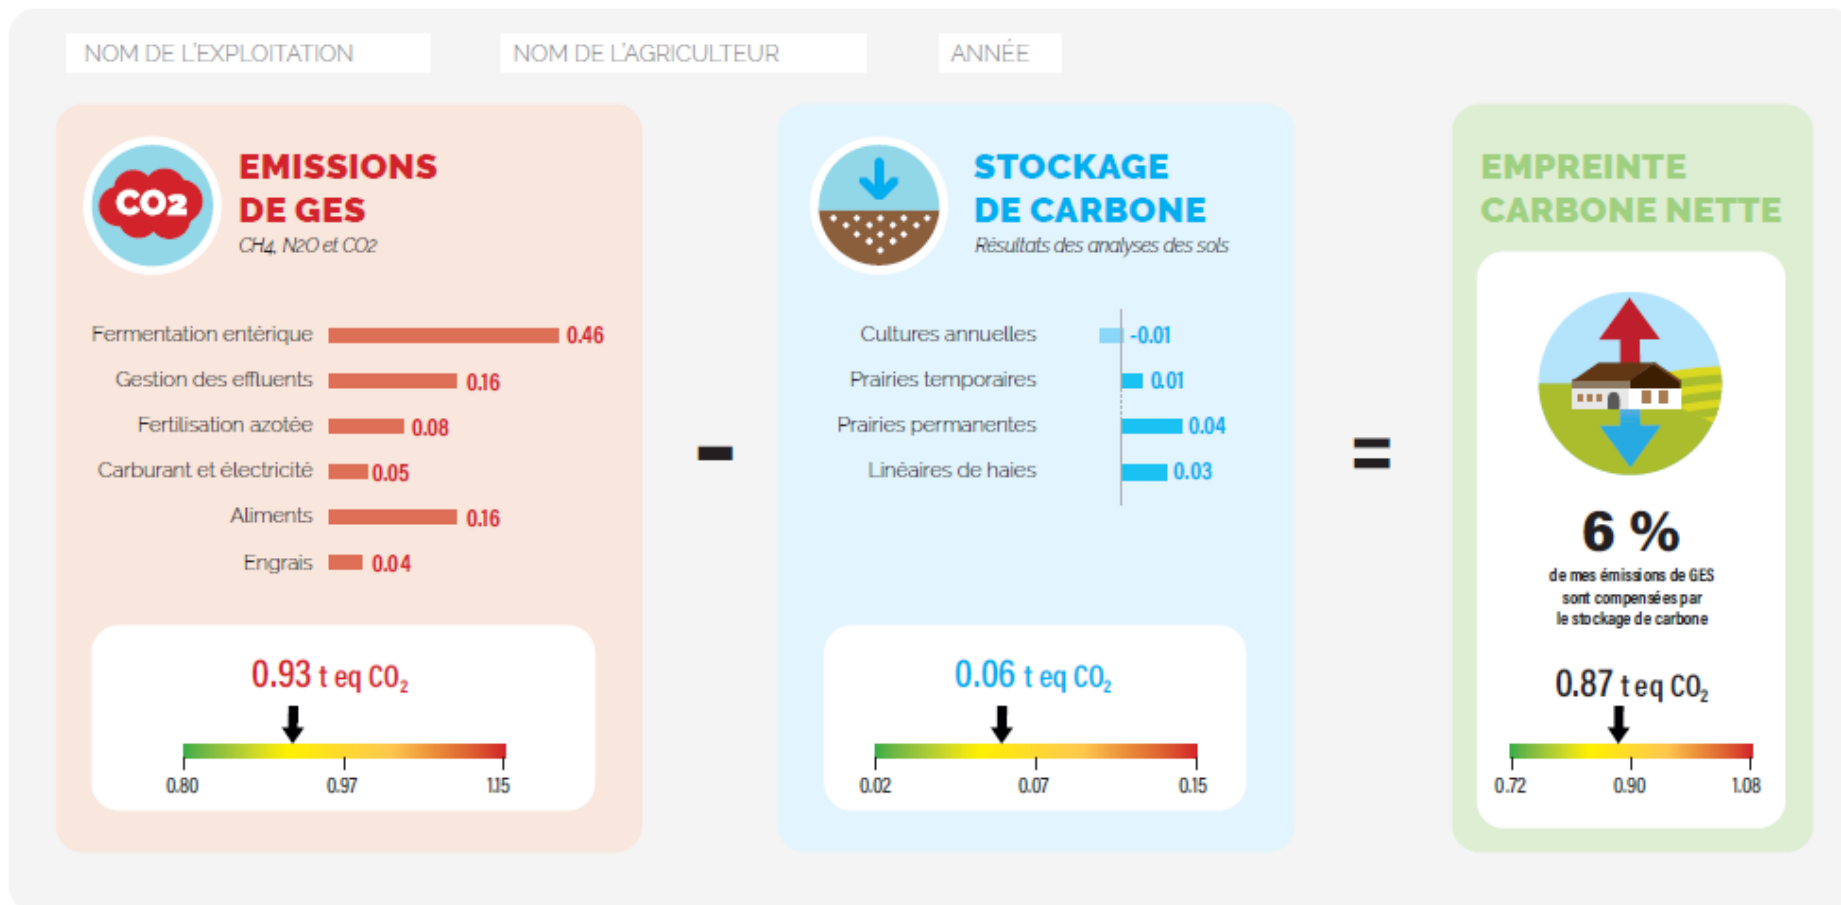 NOM DE L'EXPLOITATION
NOM DE L'AGRICULTEUR
ANNÉE
CO2
EMISSIONS
DE GES
CH4, N2O et CO2
Fermentation entérique 0.46
Gestion des effluents 0.16
Fertilisation azotée 0.08
Carburant et électricité 0.05
Aliments 0.16
Engrais 0.04
0.93 t eq CO₂
0.80 0.97 1.15
-
STOCKAGE
DE CARBONE
Résultats des analyses des sols
Cultures annuelles -0.01
Prairies temporaires 0.01
Prairies permanentes 0.04
Linéaires de haies 0.03
0.06 t eq CO₂
0.02 0.07 0.15
=
EMPREINTE
CARBONE NETTE
6 %
de mes émissions de GES
sont compensées par
le stockage de carbone
0.87 t eq CO₂
0.72 0.90 1.08